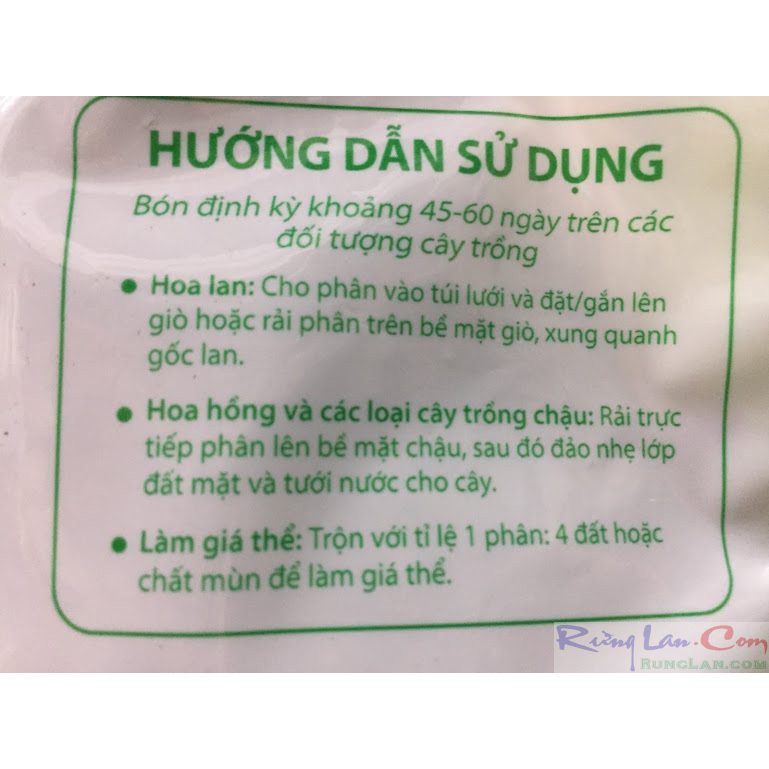 HƯỚNG DẪN SỬ DỤNG
Bón định kỳ khoảng 45-60 ngày trên các
đối tượng cây trồng
● Hoa lan: Cho phân vào túi lưới và đặt/gắn lên
giò hoặc rải phân trên bề mặt giò, xung quanh
gốc lan.
● Hoa hồng và các loại cây trồng chậu: Rải trực
tiếp phân lên bề mặt chậu, sau đó đảo nhẹ lớp
đất mặt và tưới nước cho cây.
● Làm giá thể: Trộn với tỉ lệ 1 phân: 4 đất hoặc
chất mùn để làm giá thể.
Rừng Lan.Com
RungLan.com